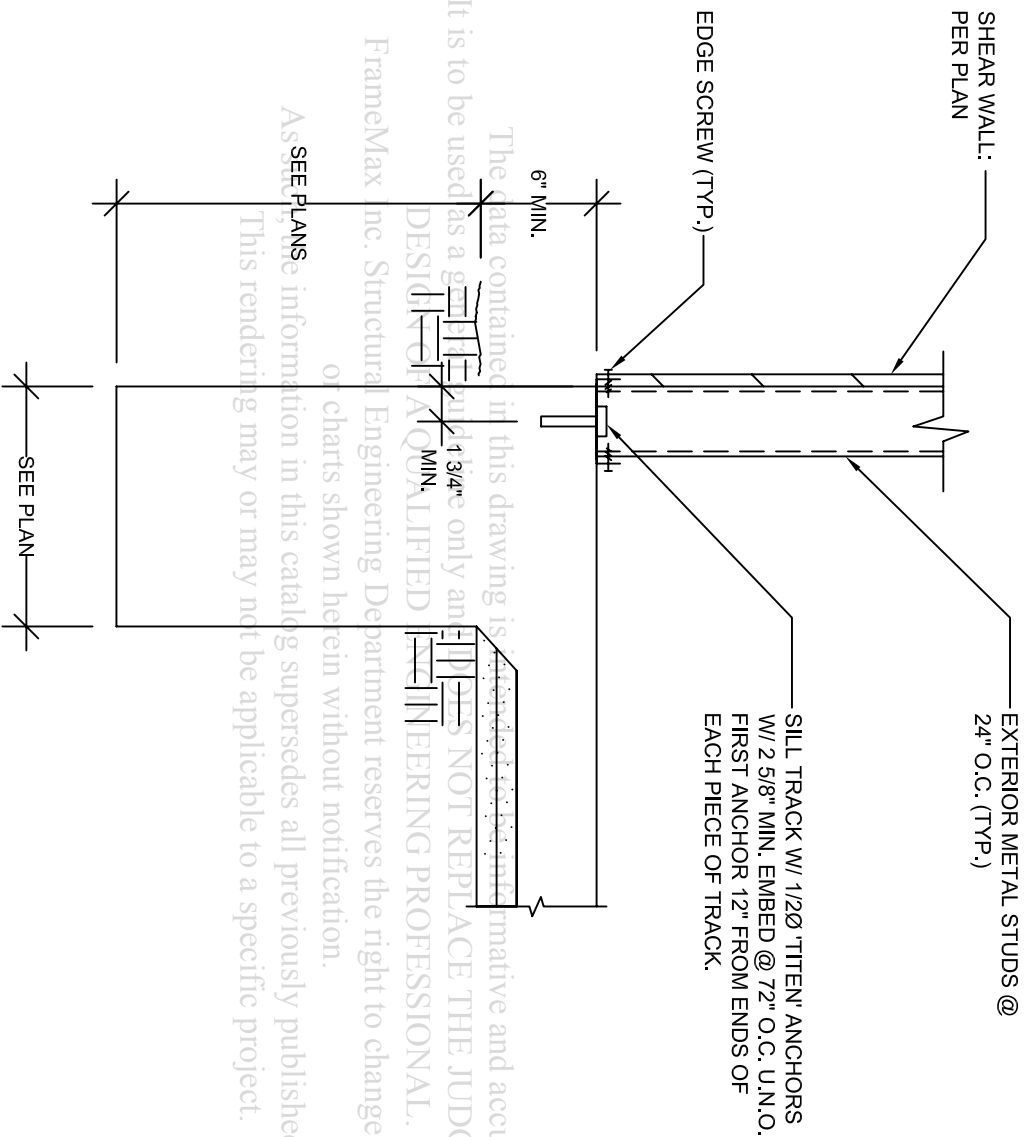 SHEAR WALL:
PER PLAN
EXTERIOR METAL STUDS @
24" O.C. (TYP.)
EDGE SCREW (TYP.)
SILL TRACK W/ 1/2Ø 'TITEN' ANCHORS
W/ 2 5/8" MIN. EMBED @ 72" O.C. U.N.O.
FIRST ANCHOR 12" FROM ENDS OF
EACH PIECE OF TRACK.
6" MIN.
1 3/4"
MIN.
SEE PLANS
SEE PLAN
The data contained in this drawing is intended to be informative and accu
It is to be used as a general guideline only and DOES NOT REPLACE THE JUDG
DESIGN OF A QUALIFIED ENGINEERING PROFESSIONAL.
FrameMax Inc. Structural Engineering Department reserves the right to change
or charts shown herein without notification.
As such, the information in this catalog supersedes all previously publishe
This rendering may or may not be applicable to a specific project.